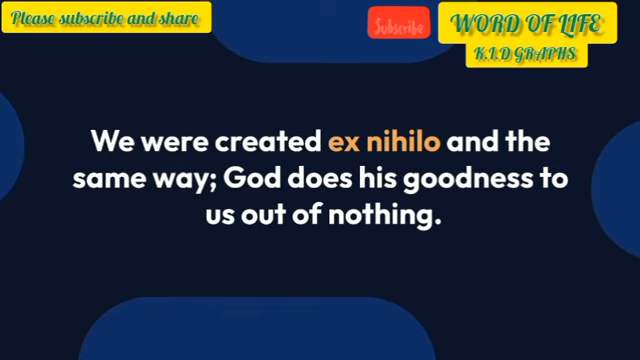 Please subscribe and share
Subscribe
WORD OF LIFE
K.I.D GRAPHS
We were created ex nihilo and the
same way; God does his goodness to
us out of nothing.